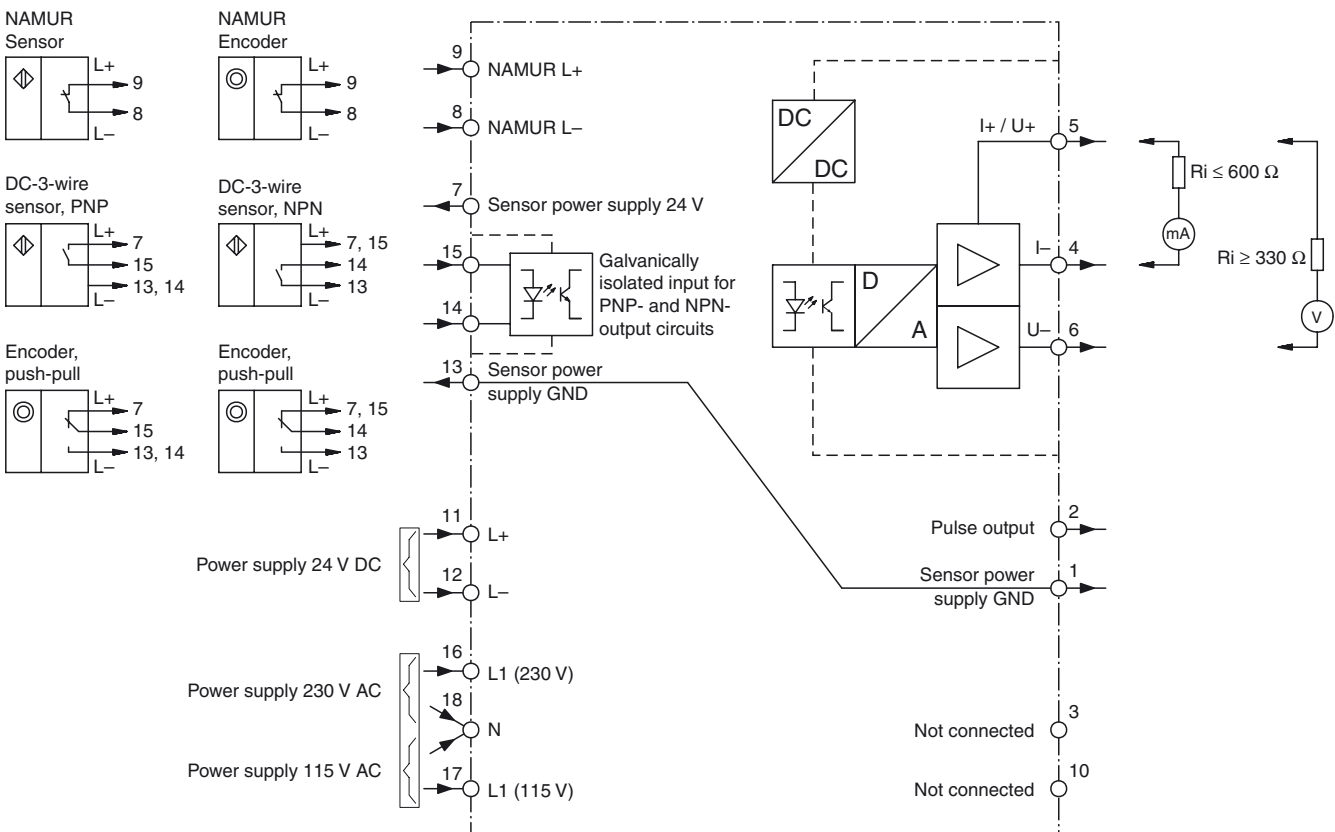 NAMUR
Sensor
L+
9
8
L–
NAMUR
Encoder
L+
9
8
L–
DC-3-wire
sensor, PNP
L+
7
15
13, 14
L–
DC-3-wire
sensor, NPN
L+
7, 15
14
13
L–
Encoder,
push-pull
L+
7
15
13, 14
L–
Encoder,
push-pull
L+
7, 15
14
13
L–
9
NAMUR L+
8
NAMUR L–
7
Sensor power supply 24 V
15
14
Galvanically
isolated input for
PNP- and NPN-
output circuits
13
Sensor power
supply GND
Power supply 24 V DC
11
L+
12
L–
Power supply 230 V AC
16
L1 (230 V)
18
N
Power supply 115 V AC
17
L1 (115 V)
DC
DC
D
A
I+ / U+
5
I–
4
U–
6
Ri ≤ 600 Ω
mA
Ri ≥ 330 Ω
V
Pulse output
2
Sensor power
supply GND
1
Not connected
3
Not connected
10